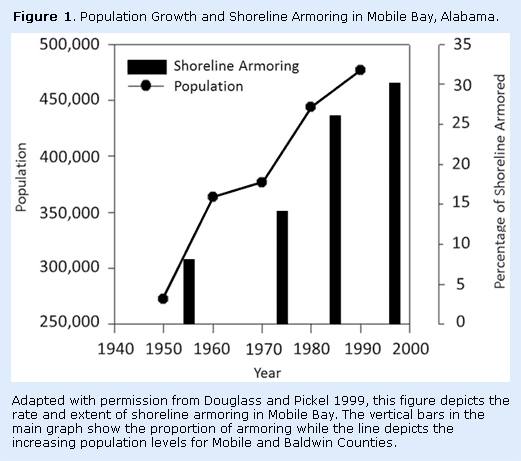 Figure 1. Population Growth and Shoreline Armoring in Mobile Bay, Alabama.
500,000
450,000
400,000
350,000
300,000
250,000
Population
Shoreline Armoring
Population
35
30
25
20
15
10
5
0
Percentage of Shoreline Armored
1940 1950 1960 1970 1980 1990 2000
Year
Adapted with permission from Douglass and Pickel 1999, this figure depicts the
rate and extent of shoreline armoring in Mobile Bay. The vertical bars in the
main graph show the proportion of armoring while the line depicts the
increasing population levels for Mobile and Baldwin Counties.